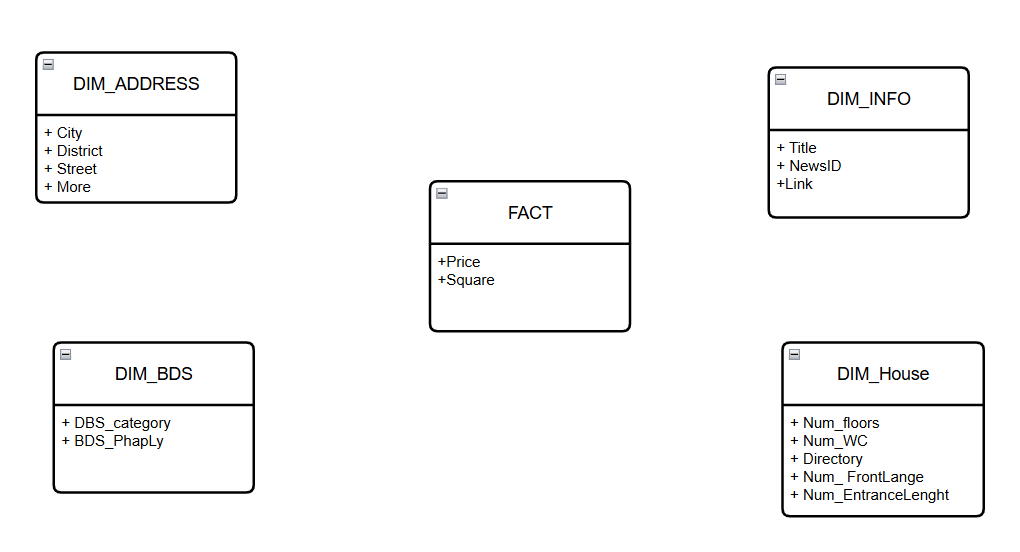 DIM_ADDRESS
+ City
+ District
+ Street
+ More
DIM_INFO
+ Title
+ NewsID
+Link
FACT
+Price
+Square
DIM_BDS
+ DBS_category
+ BDS_PhapLy
DIM_House
+ Num_floors
+ Num_WC
+ Directory
+ Num_ FrontLange
+ Num_EntranceLenght